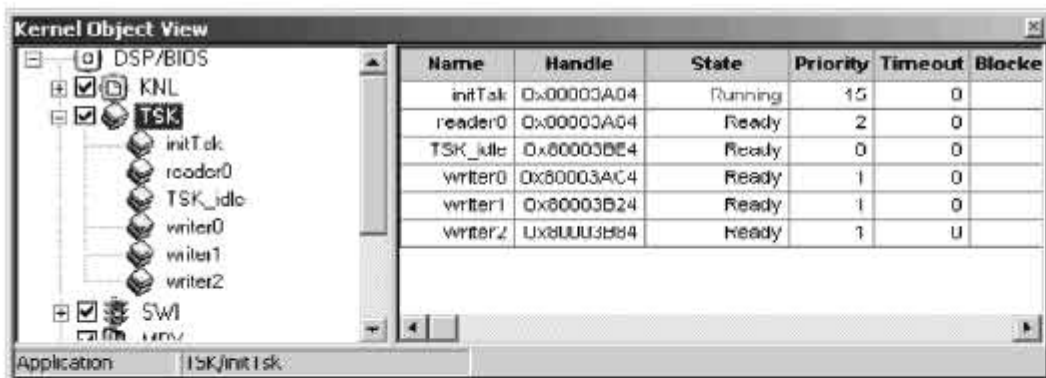 Kernel Object View
DSP/BIOS
KNL
TSK
initTsk
reader0
TSK_idle
writer0
writer1
writer2
SWI
Name Handle State Priority Timeout Blocke
initTsk Running 15 0
reader0 Ready 2 0
TSK_idle 0x80003BE4 Ready 0 0
writer0 0x80003AC4 Ready 1 0
writer1 0x80003B24 Ready 1 0
writer2 0x80003B84 Ready 1 0
Application TSK/initTsk